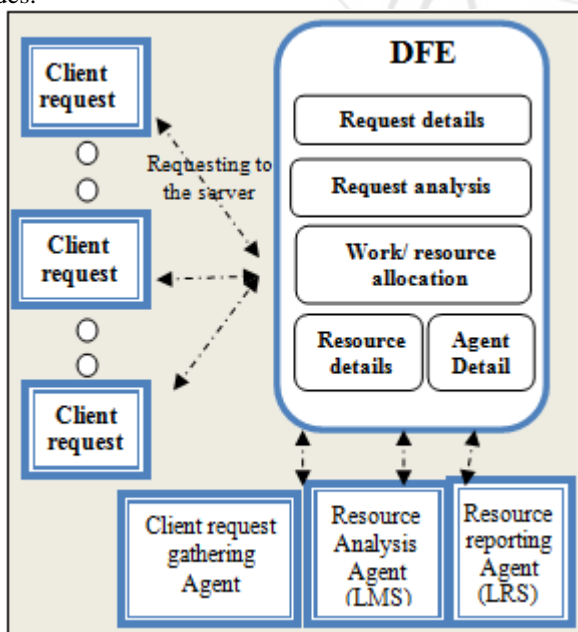 Client
request
Requesting to
the server
Client
request
Client
request
DFE
Request details
Request analysis
Work/ resource
allocation
Resource
details
Agent
Detail
Client request
gathering
Agent
Resource
Analysis
Agent
(LMS)
Resource
reporting
Agent
(LRS)